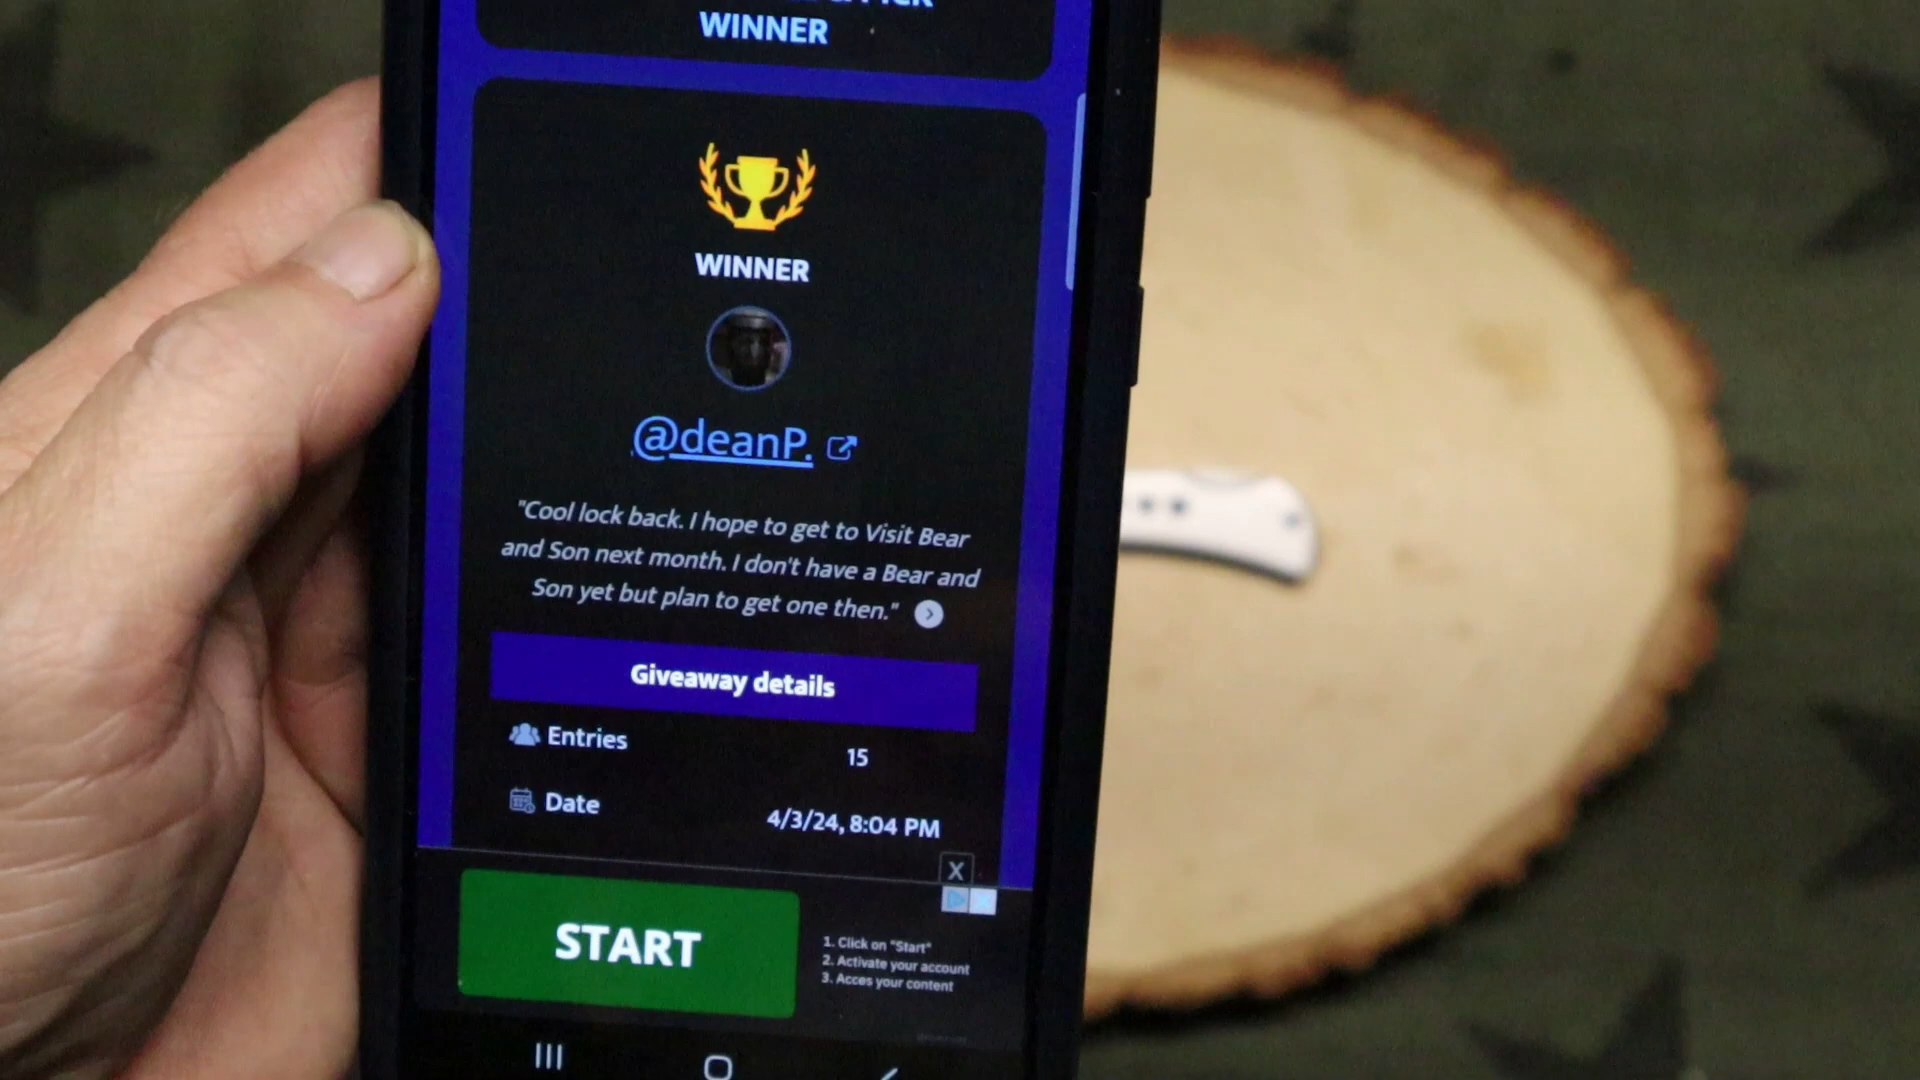 WINNER
WINNER
@deanP.
"Cool lock back. I hope to get to Visit Bear
and Son next month. I don't have a Bear and
Son yet but plan to get one then."
Giveaway details
Entries
15
Date
4/3/24, 8:04 PM
X
START
1. Click on "Start"
2. Activate your account
3. Acces your content